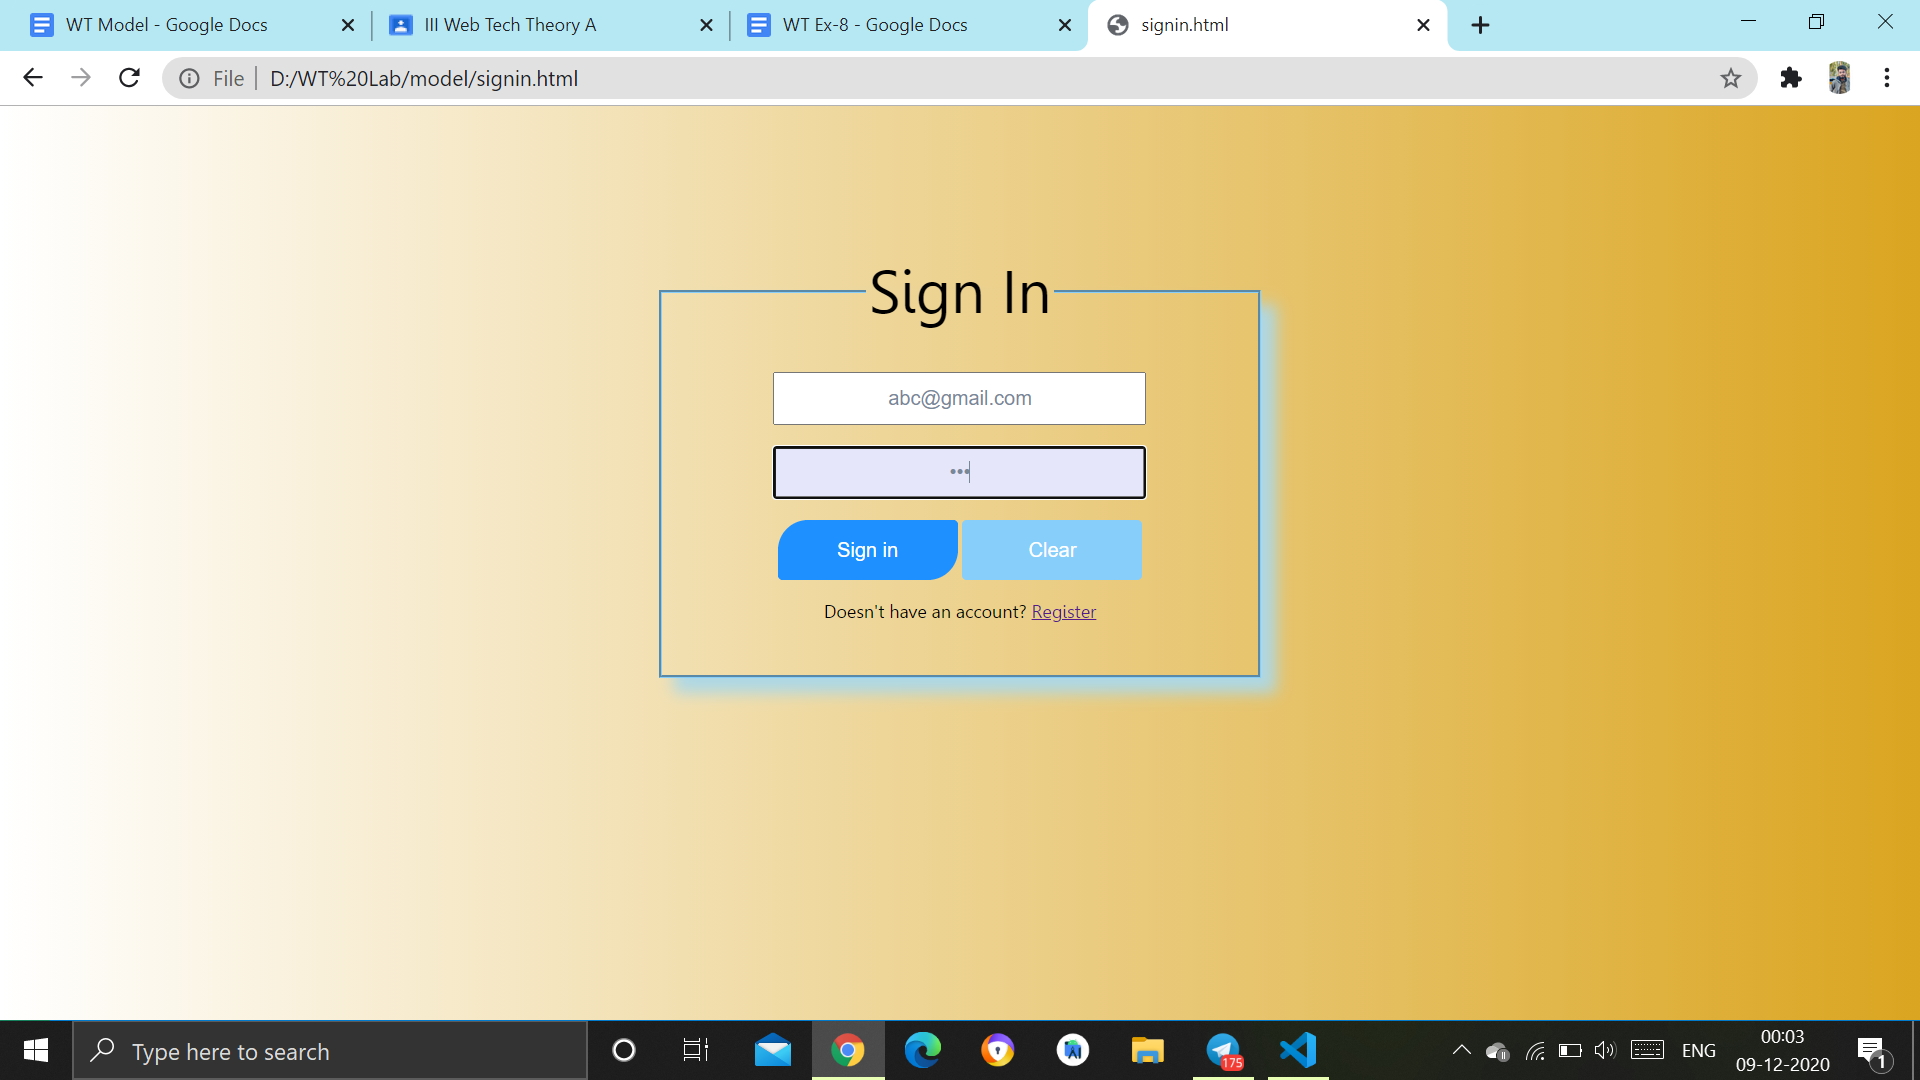 WT Model - Google Docs
III Web Tech Theory A
WT Ex-8 - Google Docs
signin.html
File | D:/WT%20Lab/model/signin.html
Sign In
abc@gmail.com
•••
Sign in
Clear
Doesn't have an account? Register
Type here to search
175
ENG
00:03
09-12-2020
1